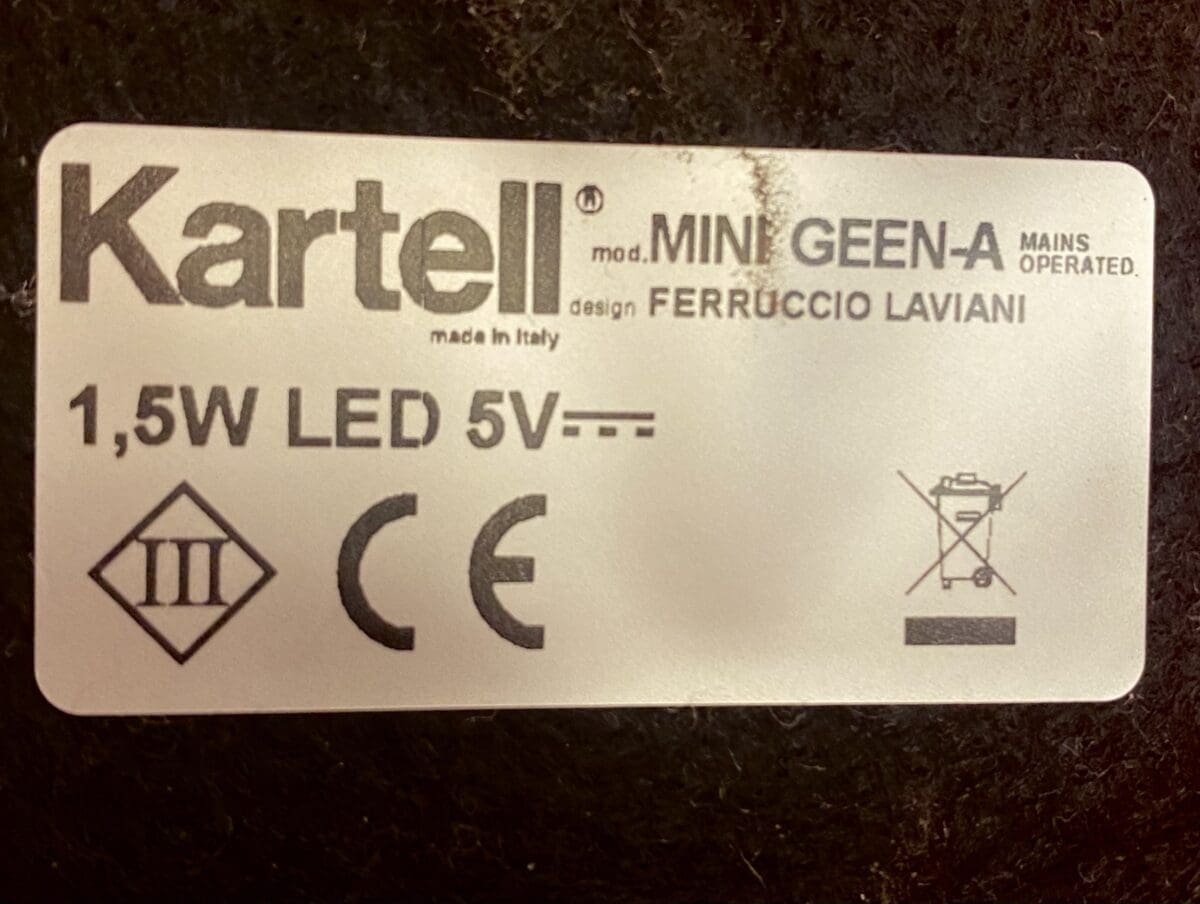 Kartell®
mod. MINI GEEN-A MAINS OPERATED.
design FERRUCCIO LAVIANI
made in Italy
1,5W LED 5V⎓
III CE